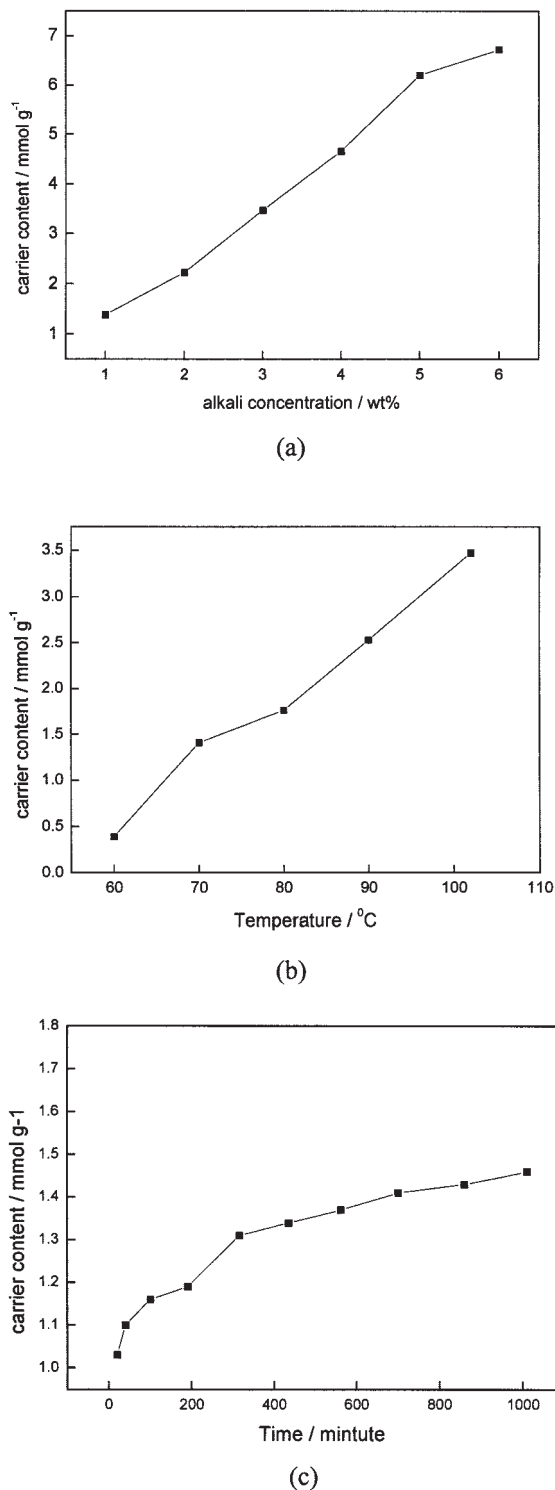 7
6
5
4
3
2
1
carrier content / mmol g⁻¹
1 2 3 4 5 6
alkali concentration / wt%
(a)
3.5
3.0
2.5
2.0
1.5
1.0
0.5
0.0
carrier content / mmol g⁻¹
60 70 80 90 100 110
Temperature / ⁰C
(b)
1.8
1.7
1.6
1.5
1.4
1.3
1.2
1.1
1.0
carrier content / mmol g-1
0 200 400 600 800 1000
Time / mintute
(c)